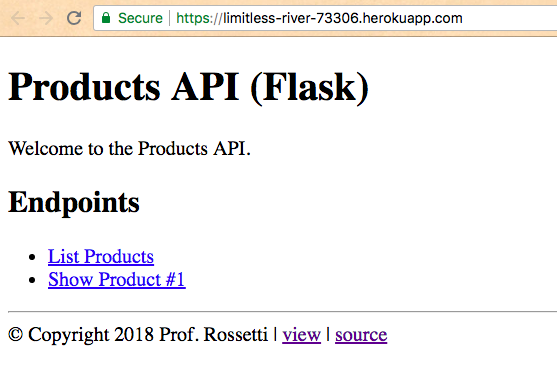 Secure | https://limitless-river-73306.herokuapp.com
Products API (Flask)
Welcome to the Products API.
Endpoints
• List Products
• Show Product #1
© Copyright 2018 Prof. Rossetti | view | source